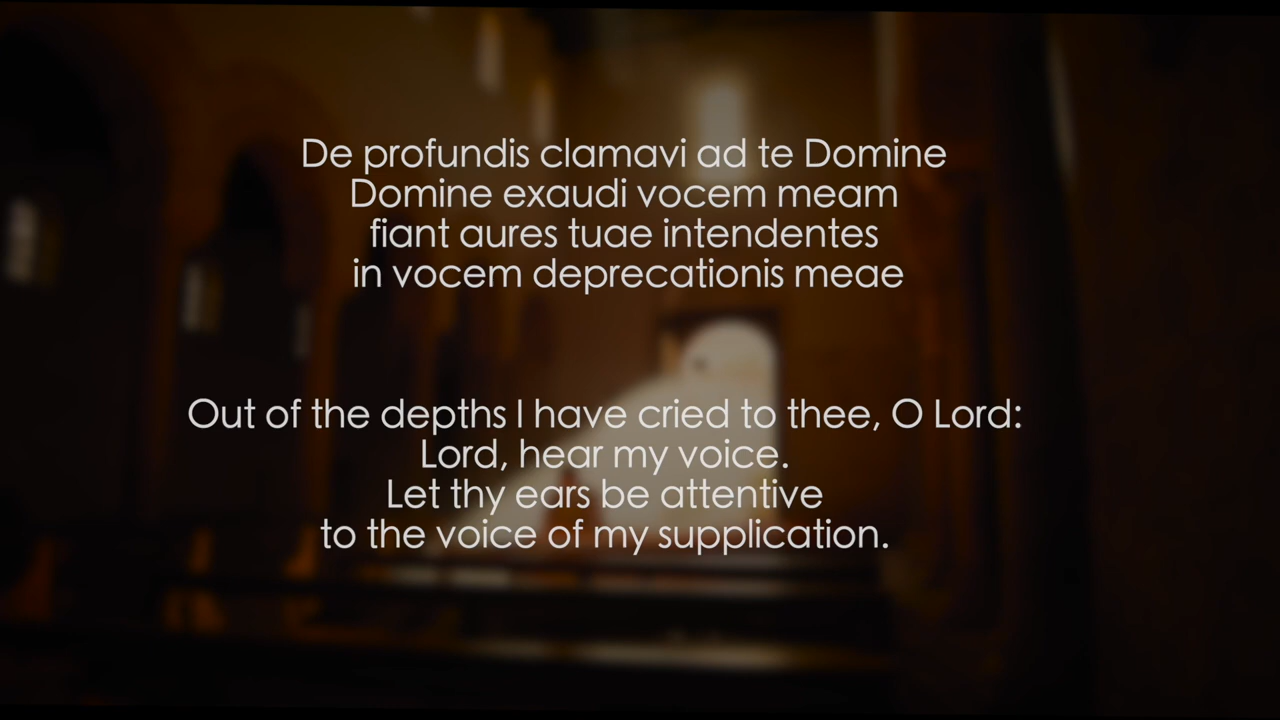 De profundis clamavi ad te Domine
Domine exaudi vocem meam
fiant aures tuae intendentes
in vocem deprecationis meae
Out of the depths I have cried to thee, O Lord:
Lord, hear my voice.
Let thy ears be attentive
to the voice of my supplication.